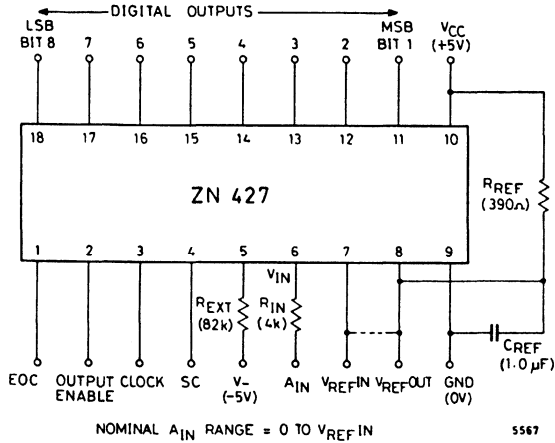 DIGITAL OUTPUTS
LSB MSB VCC
BIT 8 7 6 5 4 3 2 BIT 1 (+5V)
18 17 16 15 14 13 12 11 10
RREF
(390Ω)
ZN 427
1 2 3 4 5 6 7 8 9
VIN
REXT RIN
(82k) (4k)
CREF
(1.0 μF)
EOC OUTPUT CLOCK SC V- AIN VREF IN VREF OUT GND
ENABLE (-5V) (0V)
NOMINAL AIN RANGE = 0 TO VREF IN
5567